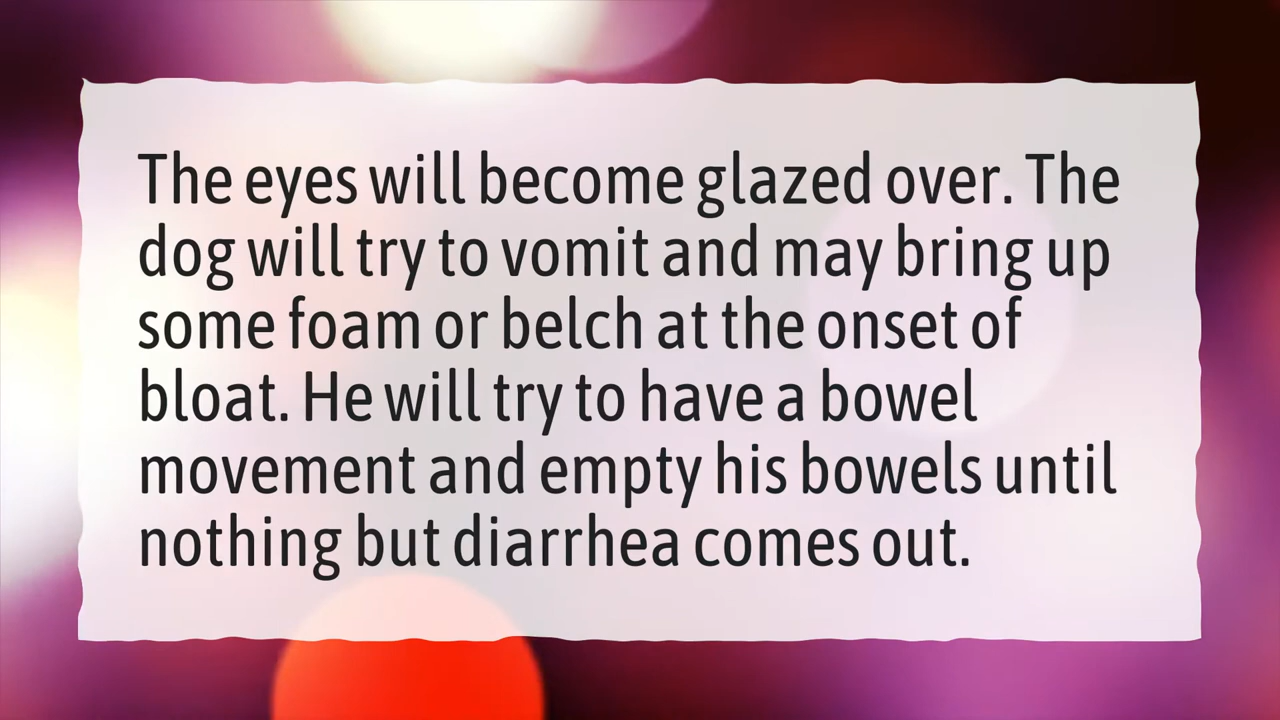 The eyes will become glazed over. The
dog will try to vomit and may bring up
some foam or belch at the onset of
bloat. He will try to have a bowel
movement and empty his bowels until
nothing but diarrhea comes out.